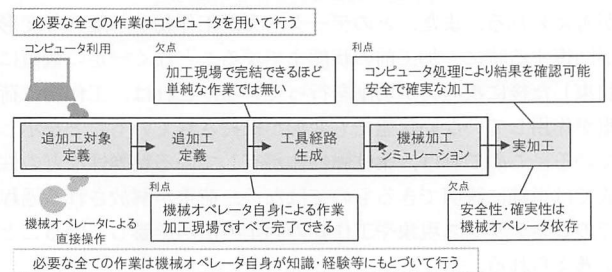 必要な全ての作業はコンピュータを用いて行う
コンピュータ利用
欠点
利点
加工現場で完結できるほど
単純な作業では無い
コンピュータ処理により結果を確認可能
安全で確実な加工
追加工対象
定義
追加工
定義
工具経路
生成
機械加工
シミュレーション
実加工
利点
欠点
機械オペレータによる
直接操作
機械オペレータ自身による作業
加工現場ですべて完了できる
安全性・確実性は
機械オペレータ依存
必要な全ての作業は機械オペレータ自身が知識・経験等にもとづいて行う